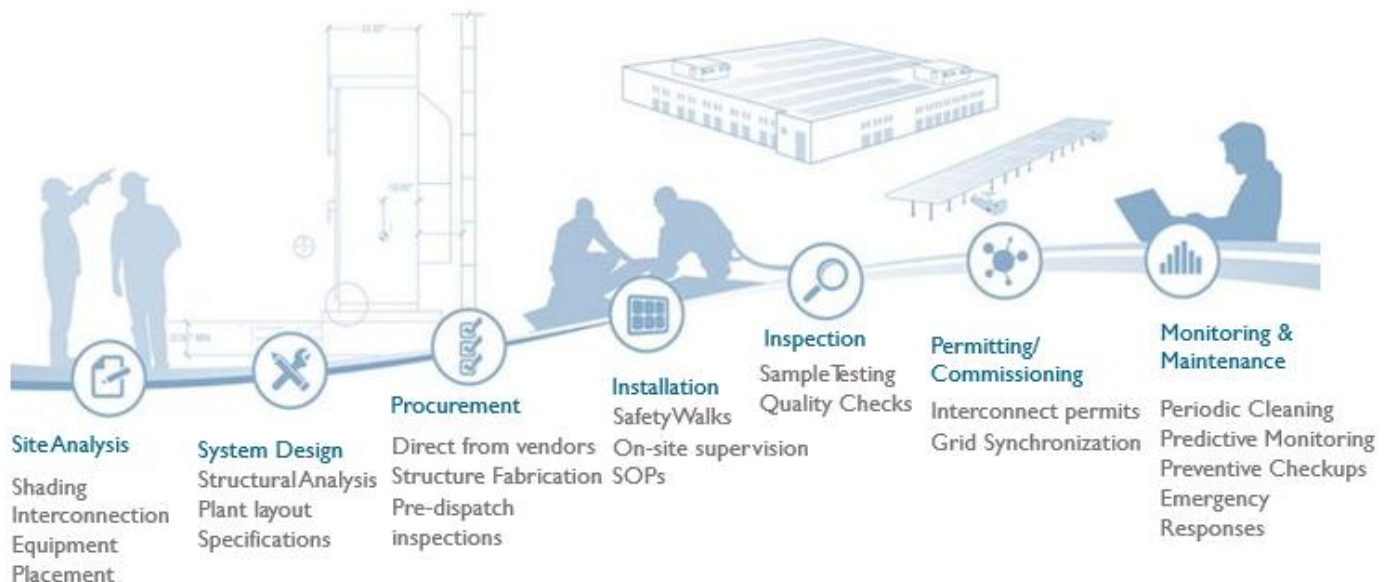 Site Analysis
Shading
Interconnection
Equipment
Placement
System Design
Structural Analysis
Plant layout
Specifications
Procurement
Direct from vendors
Structure Fabrication
Pre-dispatch
inspections
Installation
Safety Walks
On-site supervision
SOPs
Inspection
Sample Testing
Quality Checks
Permitting/
Commissioning
Interconnect permits
Grid Synchronization
Monitoring &
Maintenance
Periodic Cleaning
Predictive Monitoring
Preventive Checkups
Emergency
Responses